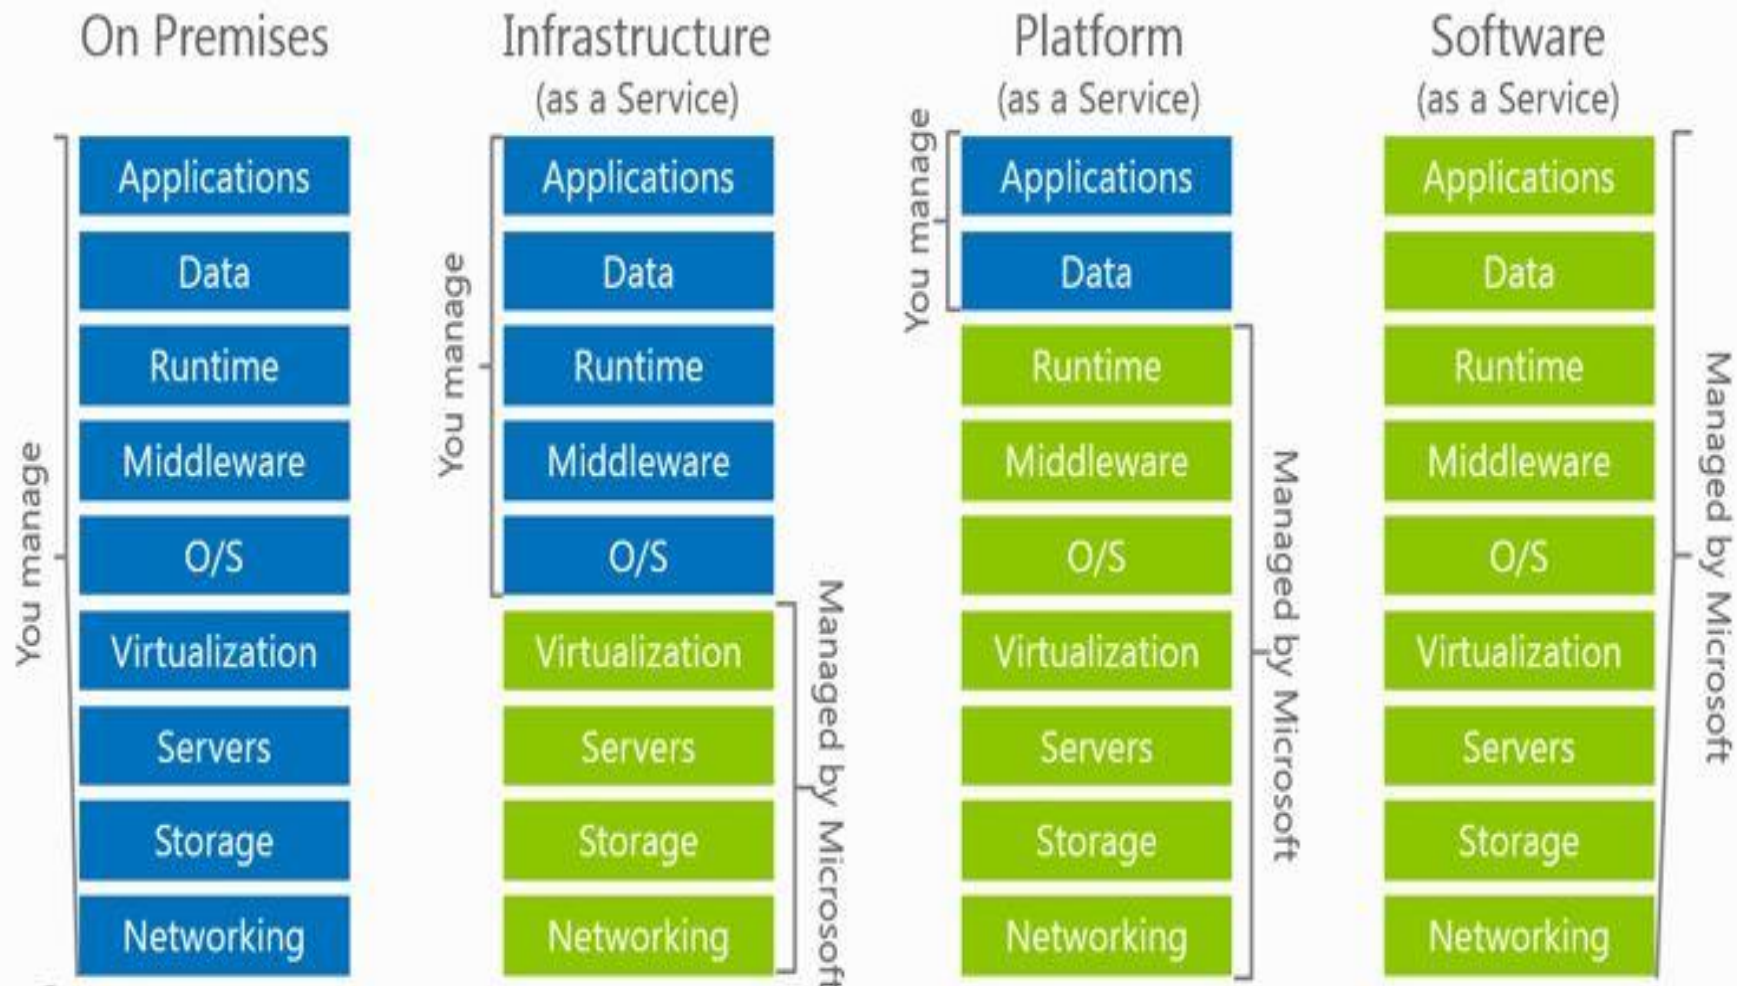 On Premises
You manage
Applications
Data
Runtime
Middleware
O/S
Virtualization
Servers
Storage
Networking
Infrastructure
(as a Service)
You manage
Applications
Data
Runtime
Middleware
O/S
Virtualization
Servers
Storage
Networking
Managed by Microsoft
Platform
(as a Service)
You manage
Applications
Data
Runtime
Middleware
O/S
Virtualization
Servers
Storage
Networking
Managed by Microsoft
Software
(as a Service)
Applications
Data
Runtime
Middleware
O/S
Virtualization
Servers
Storage
Networking
Managed by Microsoft